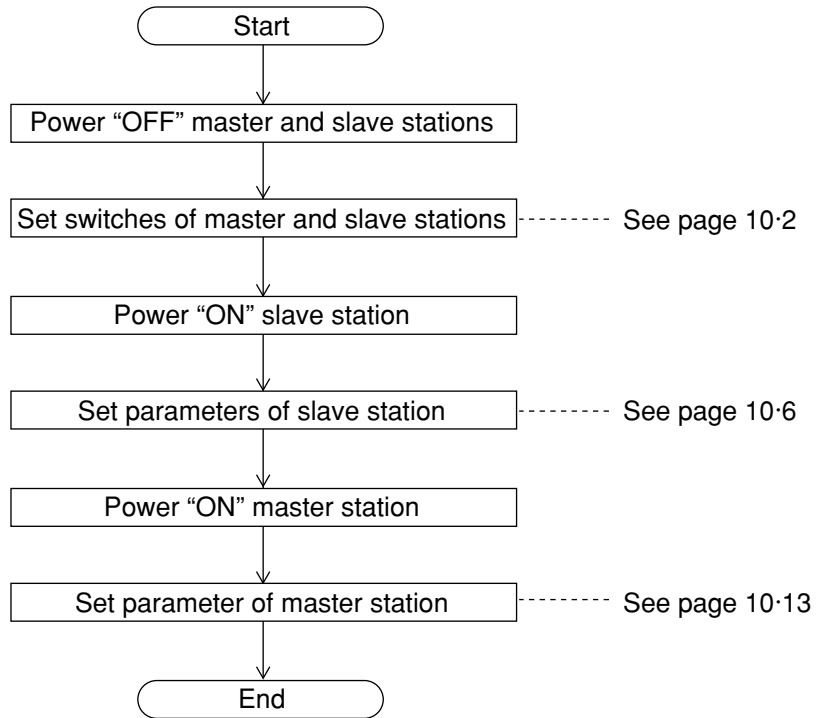 Start
Power “OFF” master and slave stations
Set switches of master and slave stations
See page 10·2
Power “ON” slave station
Set parameters of slave station
See page 10·6
Power “ON” master station
Set parameter of master station
See page 10·13
End